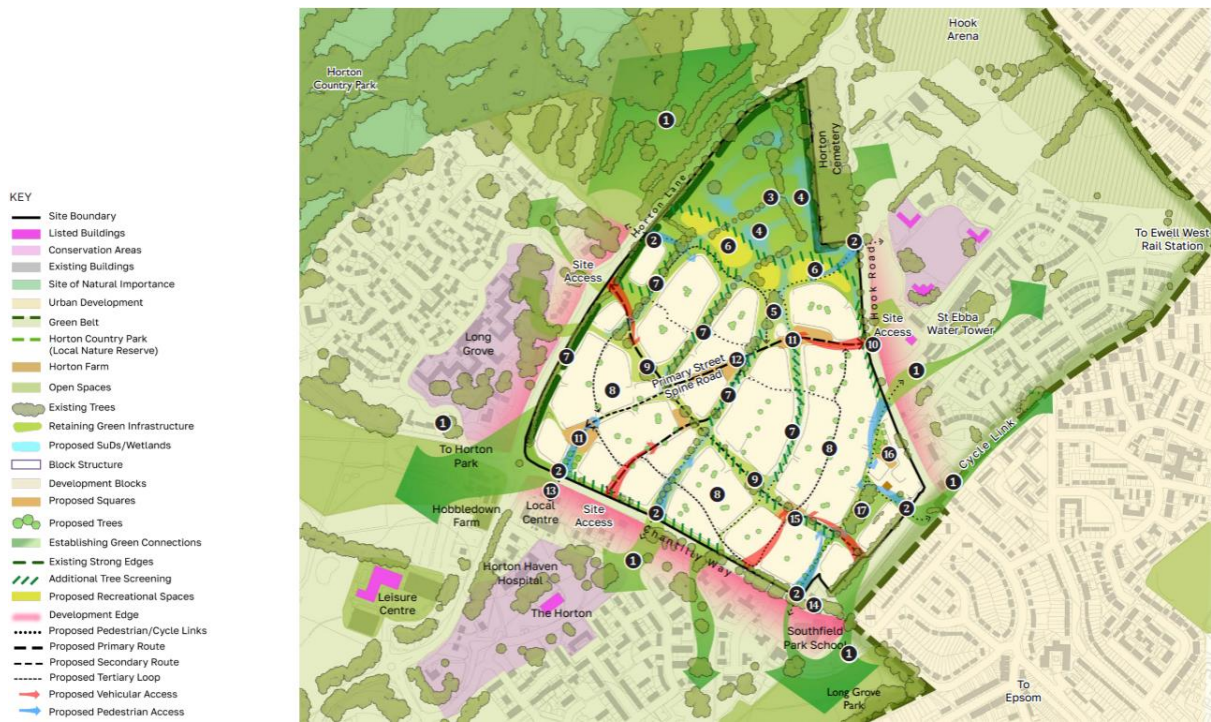 KEY
Site Boundary
Listed Buildings
Conservation Areas
Existing Buildings
Site of Natural Importance
Urban Development
Green Belt
Horton Country Park
(Local Nature Reserve)
Horton Farm
Open Spaces
Existing Trees
Retaining Green Infrastructure
Proposed SuDs/Wetlands
Block Structure
Development Blocks
Proposed Squares
Proposed Trees
Establishing Green Connections
Existing Strong Edges
Additional Tree Screening
Proposed Recreational Spaces
Development Edge
Proposed Pedestrian/Cycle Links
Proposed Primary Route
Proposed Secondary Route
Proposed Tertiary Loop
Proposed Vehicular Access
Proposed Pedestrian Access
Hook
Arena
Horton
Country Park
1
Horton Cemetery
3
4
Horton Lane
2
4
2
6
6
To Ewell West
Rail Station
Site
Access
7
Hook Road
5
Site
Access
St Ebba
Water Tower
Long
Grove
7
7
11
10
12
Primary Street
Spine Road
9
1
8
7
1
To Horton
Park
11
7
8
Cycle Link
16
2
13
9
1
Hobbledown
Farm
Local
Centre
Site
Access
2
8
15
17
2
Chantilly Way
Horton Haven
Hospital
1
Leisure
Centre
The Horton
2
14
Southfield
Park School
1
Long Grove
Park
To
Epsom